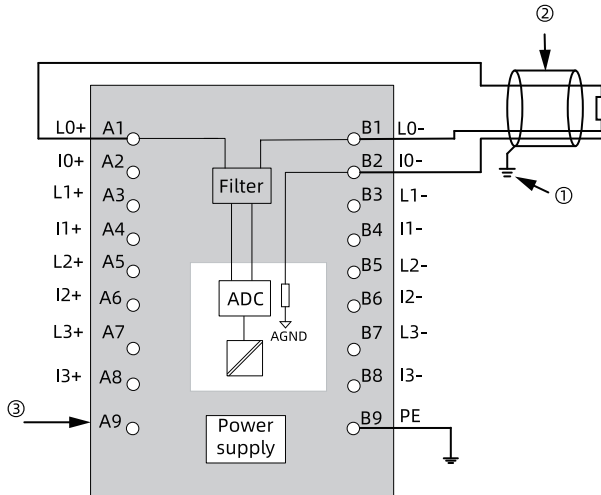 ②
L0+ A1 B1 L0-
I0+ A2 B2 I0-
①
L1+ A3 B3 L1-
Filter
I1+ A4 B4 I1-
L2+ A5 B5 L2-
I2+ A6 ADC B6 I2-
AGND
L3+ A7 B7 L3-
I3+ A8 B8 I3-
③ A9 B9 PE
Power
supply